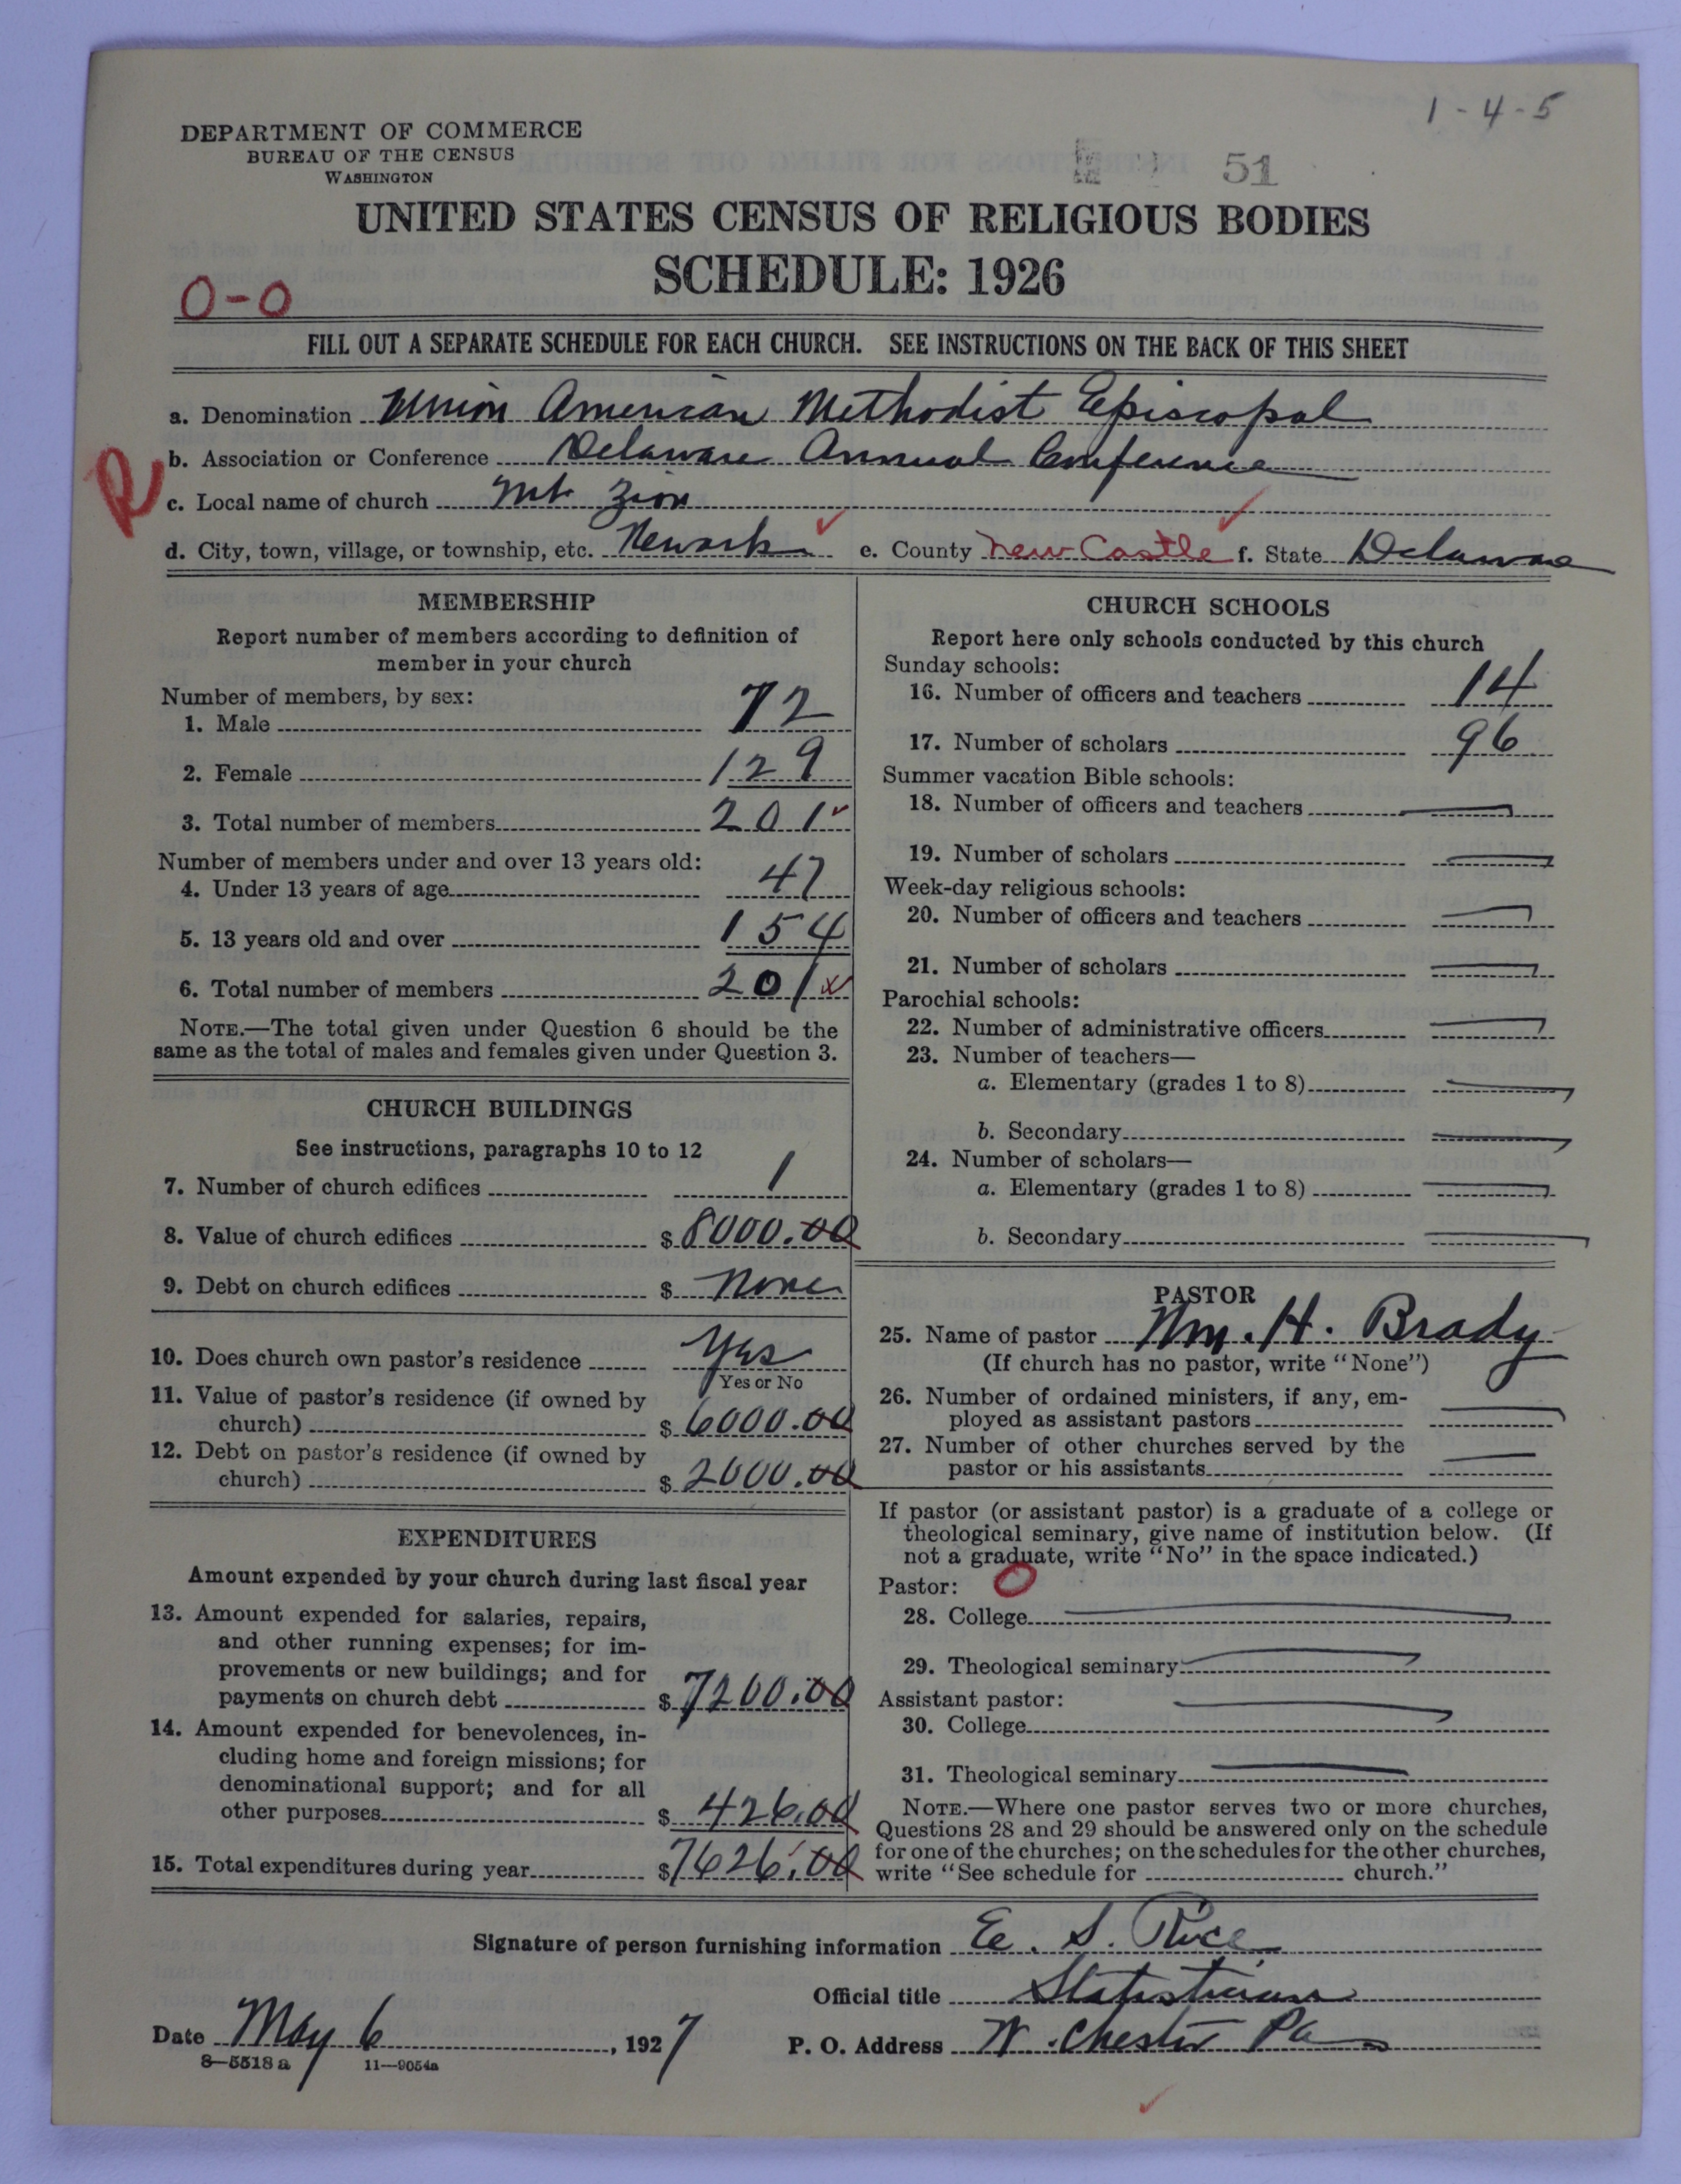 1-4-5
DEPARTMENT OF COMMERCE
BUREAU OF THE CENSUS
WASHINGTON
51
UNITED STATES CENSUS OF RELIGIOUS BODIES
SCHEDULE: 1926
0-0
FILL OUT A SEPARATE SCHEDULE FOR EACH CHURCH. SEE INSTRUCTIONS ON THE BACK OF THIS SHEET
a. Denomination Union American Methodist Episcopal
R
b. Association or Conference Delaware Annual Conference
c. Local name of church Mt. Zion
d. City, town, village, or township, etc. Newark e. County New Castle f. State Delaware
MEMBERSHIP
Report number of members according to definition of
member in your church
Number of members, by sex:
1. Male 72
2. Female 129
3. Total number of members 201
Number of members under and over 13 years old:
4. Under 13 years of age 47
5. 13 years old and over 154
6. Total number of members 201
NOTE.—The total given under Question 6 should be the
same as the total of males and females given under Question 3.
CHURCH BUILDINGS
See instructions, paragraphs 10 to 12
7. Number of church edifices 1
8. Value of church edifices $ 8000.00
9. Debt on church edifices $ None
10. Does church own pastor's residence Yes
Yes or No
11. Value of pastor's residence (if owned by
church) $ 6000.00
12. Debt on pastor's residence (if owned by
church) $ 2000.00
EXPENDITURES
Amount expended by your church during last fiscal year
13. Amount expended for salaries, repairs,
and other running expenses; for im-
provements or new buildings; and for
payments on church debt $ 7200.00
14. Amount expended for benevolences, in-
cluding home and foreign missions; for
denominational support; and for all
other purposes $ 426.00
15. Total expenditures during year $ 7626.00
CHURCH SCHOOLS
Report here only schools conducted by this church
Sunday schools:
16. Number of officers and teachers 14
17. Number of scholars 96
Summer vacation Bible schools:
18. Number of officers and teachers
19. Number of scholars
Week-day religious schools:
20. Number of officers and teachers
21. Number of scholars
Parochial schools:
22. Number of administrative officers
23. Number of teachers—
a. Elementary (grades 1 to 8)
b. Secondary
24. Number of scholars—
a. Elementary (grades 1 to 8)
b. Secondary
PASTOR
25. Name of pastor Wm. H. Brady
(If church has no pastor, write "None")
26. Number of ordained ministers, if any, em-
ployed as assistant pastors
27. Number of other churches served by the
pastor or his assistants
If pastor (or assistant pastor) is a graduate of a college or
theological seminary, give name of institution below. (If
not a graduate, write "No" in the space indicated.)
Pastor: 0
28. College
29. Theological seminary
Assistant pastor:
30. College
31. Theological seminary
NOTE.—Where one pastor serves two or more churches,
Questions 28 and 29 should be answered only on the schedule
for one of the churches; on the schedules for the other churches,
write "See schedule for church."
Signature of person furnishing information E. S. Rice
Official title Statistician
Date May 6, 1927 P. O. Address W. Chester Pa
8—5518 a 11—9054a